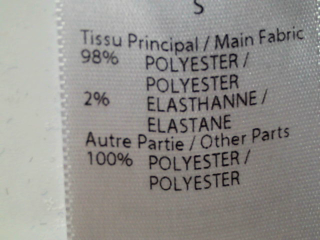 S
Tissu Principal / Main Fabric
98% POLYESTER /
POLYESTER
2% ELASTHANNE /
ELASTANE
Autre Partie / Other Parts
100% POLYESTER /
POLYESTER